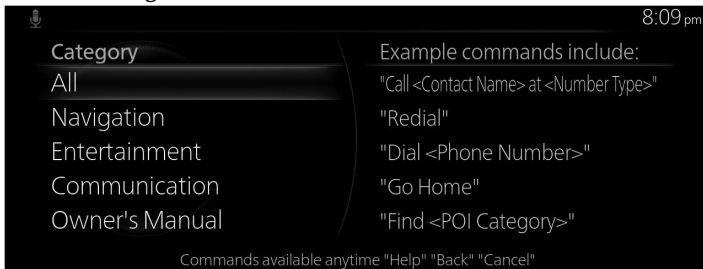 8:09 pm
Category
All
Navigation
Entertainment
Communication
Owner's Manual
Example commands include:
"Call <Contact Name> at <Number Type>"
"Redial"
"Dial <Phone Number>"
"Go Home"
"Find <POI Category>"
Commands available anytime "Help" "Back" "Cancel"